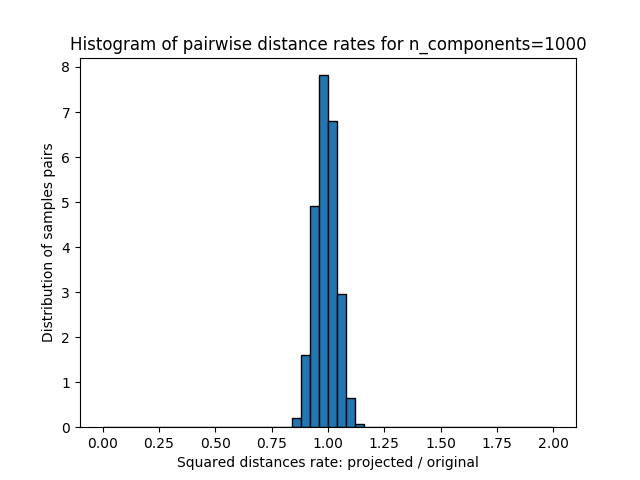 Histogram of pairwise distance rates for n_components=1000
Distribution of samples pairs
8
7
6
5
4
3
2
1
0
0.00 0.25 0.50 0.75 1.00 1.25 1.50 1.75 2.00
Squared distances rate: projected / original